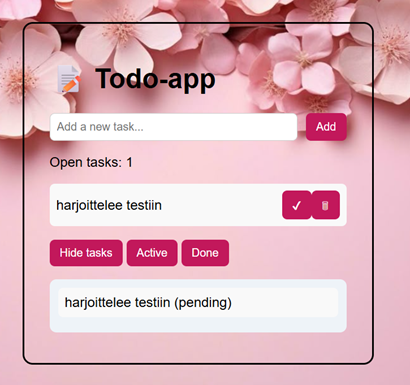 Todo-app
Add a new task...
Add
Open tasks: 1
harjoittelee testiin
Hide tasks
Active
Done
harjoittelee testiin (pending)